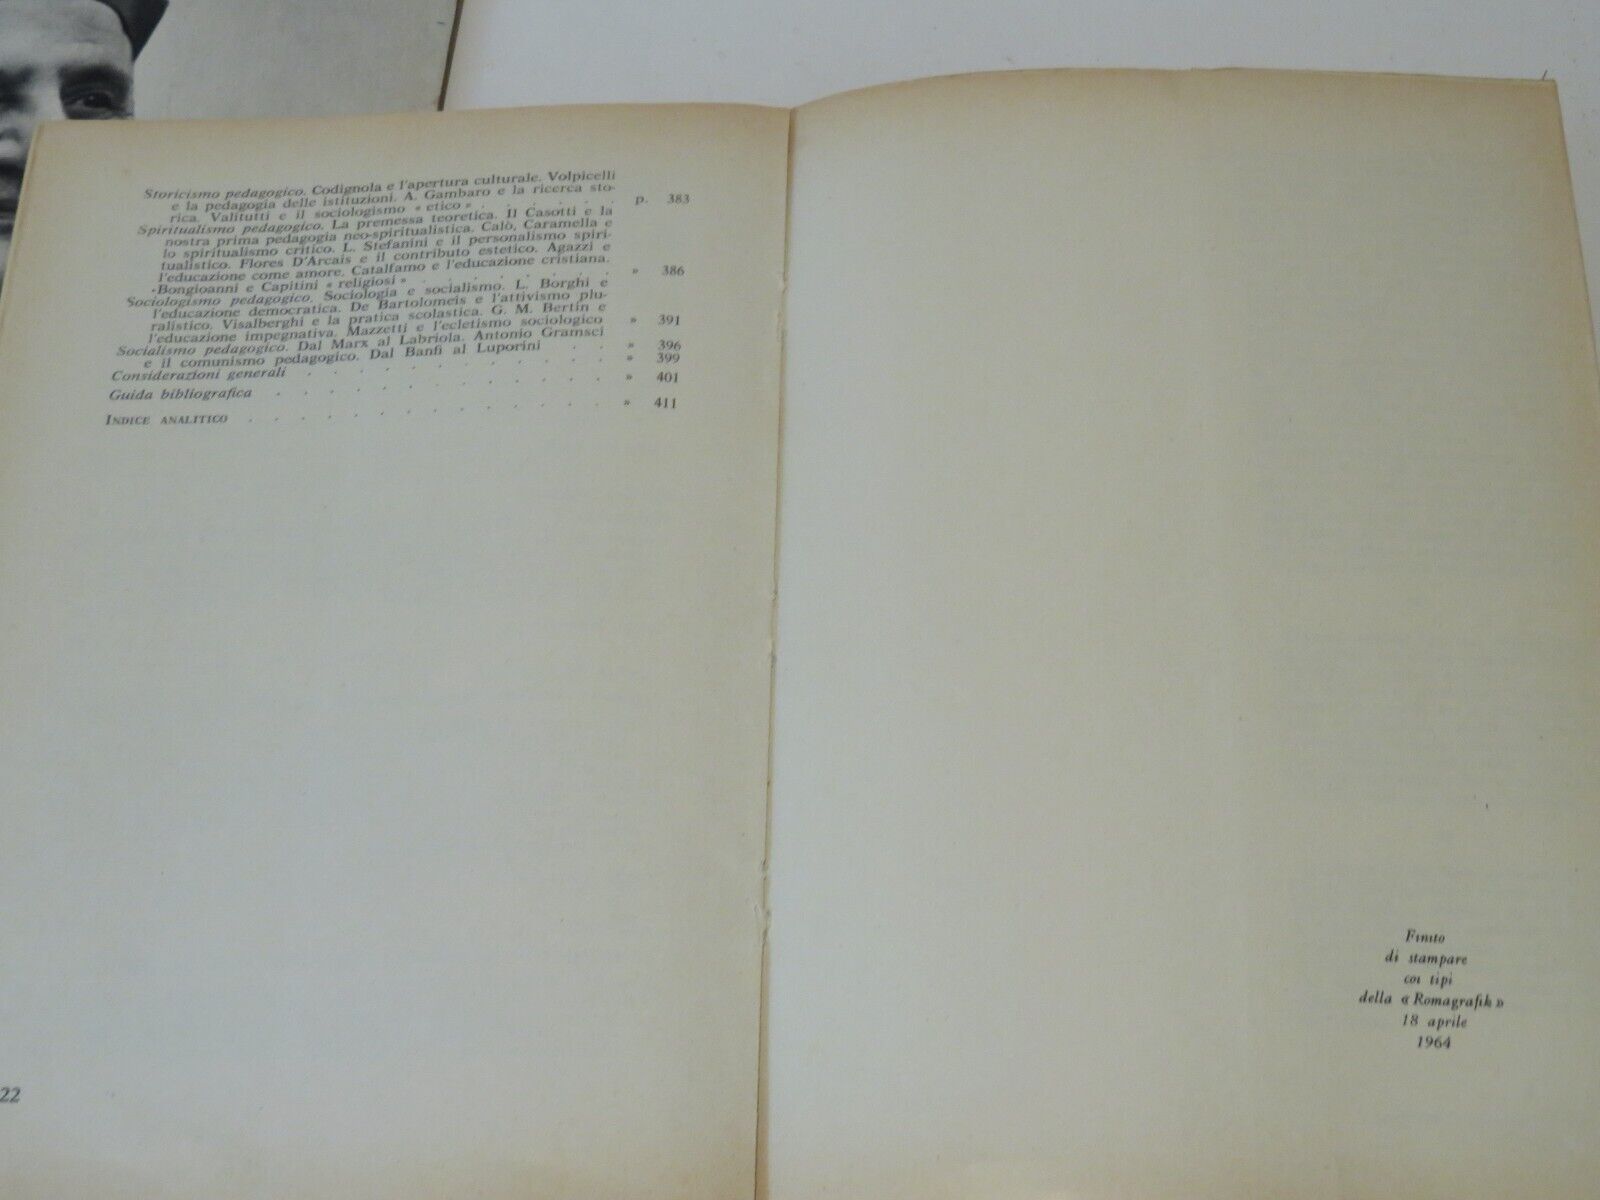 Storicismo pedagogico. Codignola e l'apertura culturale. Volpicelli
e la pedagogia delle istituzioni. A. Gambaro e la ricerca sto-
rica. Valitutti e il sociologismo « etico » . . . . . . p. 383
Spiritualismo pedagogico. La premessa teoretica. Il Casotti e la
nostra prima pedagogia neo-spiritualistica. Calò, Caramella e
lo spiritualismo critico. L. Stefanini e il personalismo spiri-
tualistico. Flores D'Arcais e il contributo estetico. Agazzi e
l'educazione come amore. Catalfamo e l'educazione cristiana.
Bongioanni e Capitini « religiosi » . . . . . . . . » 386
Sociologismo pedagogico. Sociologia e socialismo. L. Borghi e
l'educazione democratica. De Bartolomeis e l'attivismo plu-
ralistico. Visalberghi e la pratica scolastica. G. M. Bertin e
l'educazione impegnativa. Mazzetti e l'ecletismo sociologico » 391
Socialismo pedagogico. Dal Marx al Labriola. Antonio Gramsci
e il comunismo pedagogico. Dal Banfi al Luporini . . » 396
Considerazioni generali . . . . . . . . . . . . » 399
Guida bibliografica . . . . . . . . . . . . . » 401
INDICE ANALITICO . . . . . . . . . . . . . . » 411
22
Finito
di stampare
coi tipi
della « Romagrafik »
18 aprile
1964